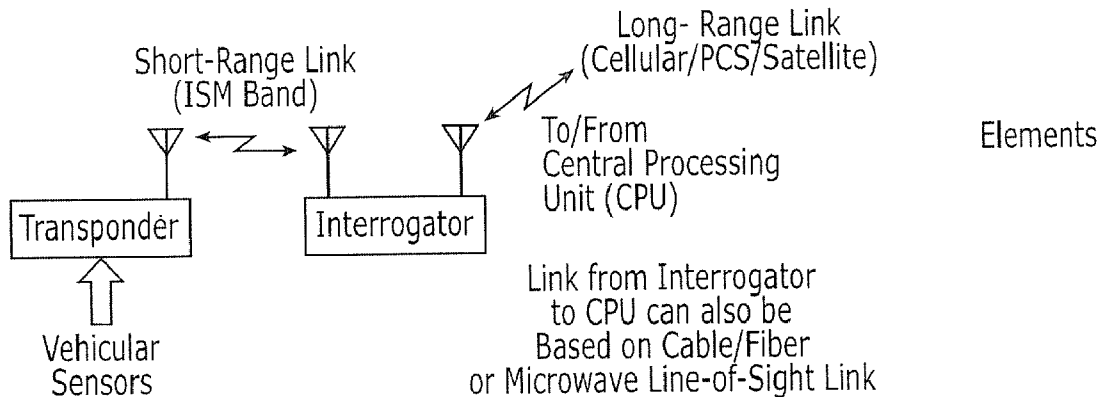 Short-Range Link
(ISM Band)
Long- Range Link
(Cellular/PCS/Satellite)
To/From
Central Processing
Unit (CPU)
Elements
Transponder
Interrogator
Vehicular
Sensors
Link from Interrogator
to CPU can also be
Based on Cable/Fiber
or Microwave Line-of-Sight Link